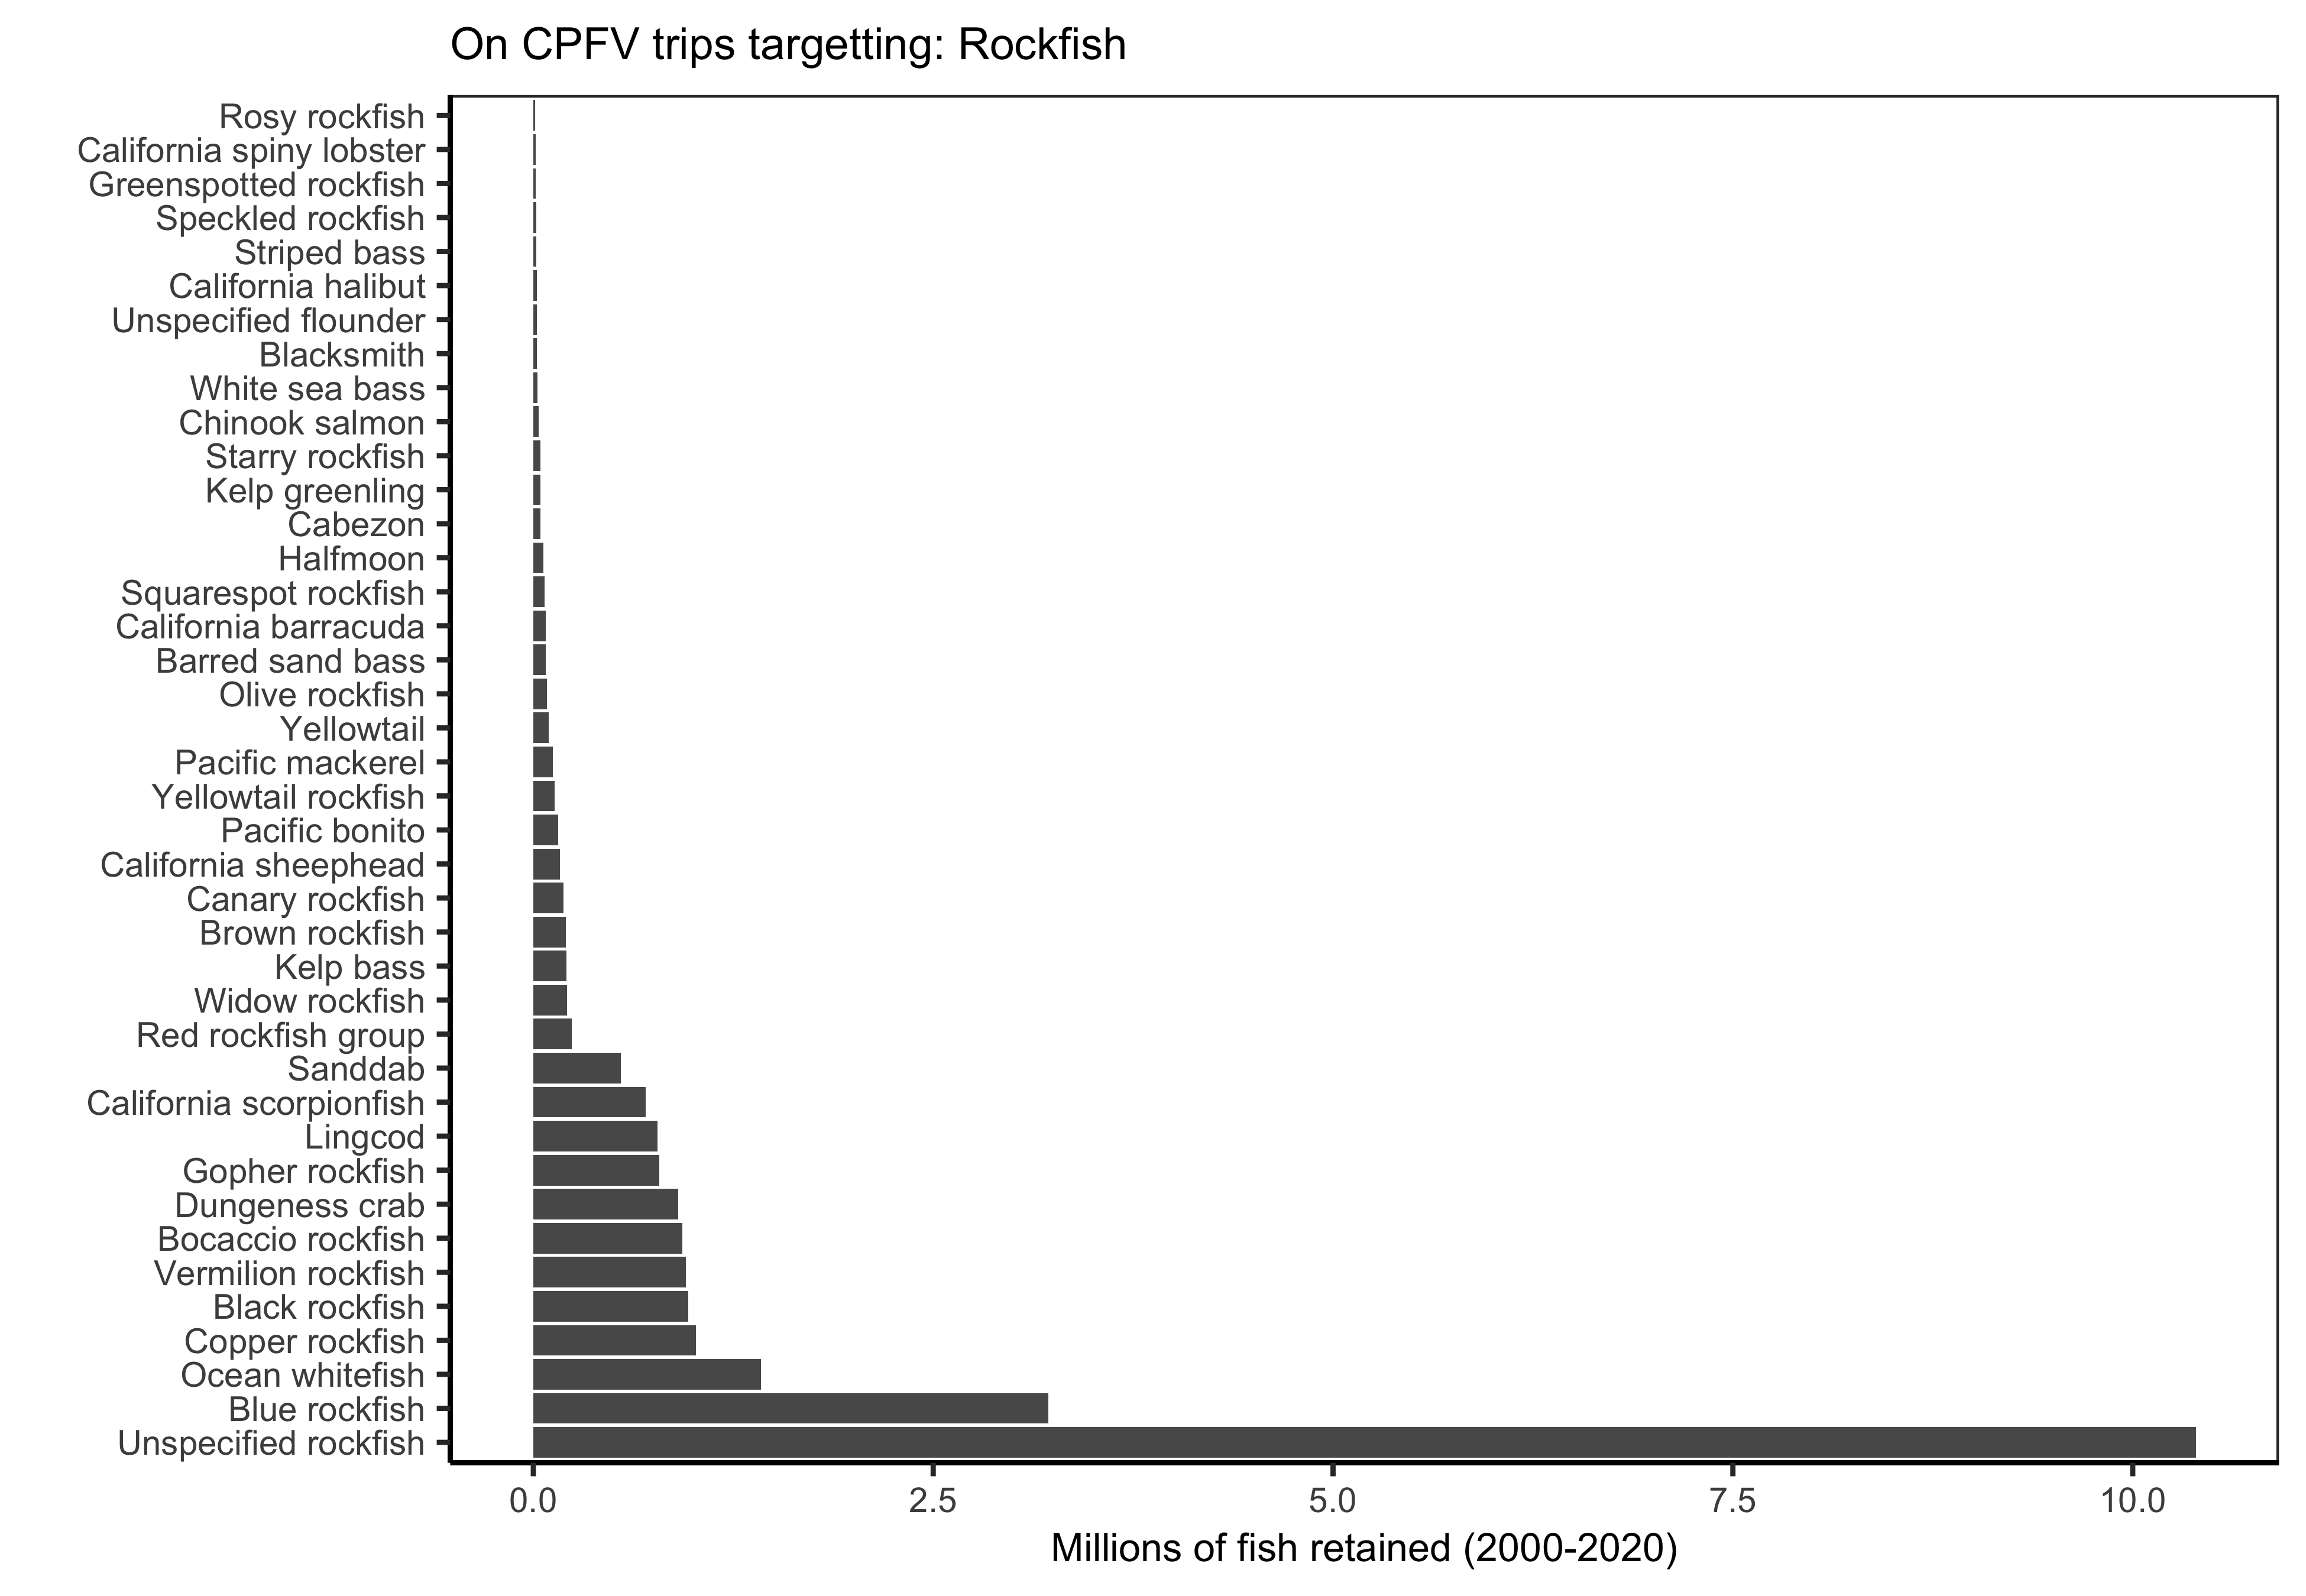 On CPFV trips targetting: Rockfish
Rosy rockfish
California spiny lobster
Greenspotted rockfish
Speckled rockfish
Striped bass
California halibut
Unspecified flounder
Blacksmith
White sea bass
Chinook salmon
Starry rockfish
Kelp greenling
Cabezon
Halfmoon
Squarespot rockfish
California barracuda
Barred sand bass
Olive rockfish
Yellowtail
Pacific mackerel
Yellowtail rockfish
Pacific bonito
California sheephead
Canary rockfish
Brown rockfish
Kelp bass
Widow rockfish
Red rockfish group
Sanddab
California scorpionfish
Lingcod
Gopher rockfish
Dungeness crab
Bocaccio rockfish
Vermilion rockfish
Black rockfish
Copper rockfish
Ocean whitefish
Blue rockfish
Unspecified rockfish
0.0 2.5 5.0 7.5 10.0
Millions of fish retained (2000-2020)